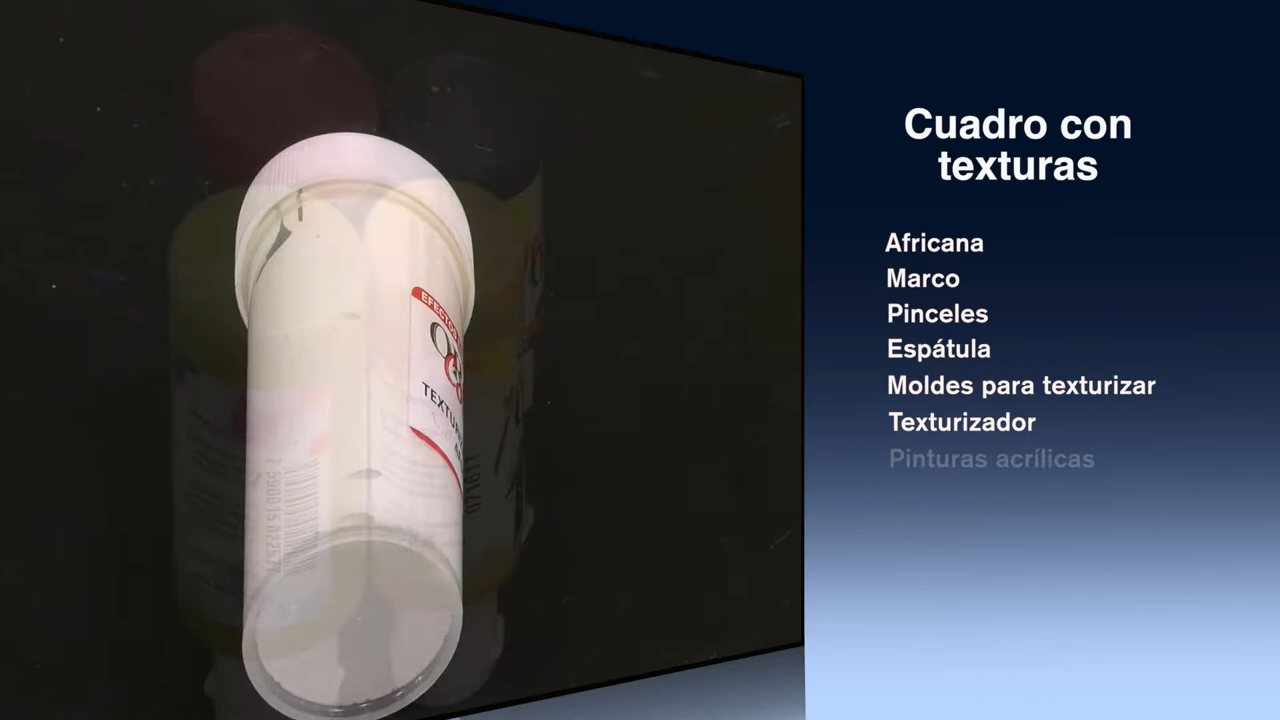 Cuadro con
texturas
Africana
Marco
Pinceles
Espátula
Moldes para texturizar
Texturizador
Pinturas acrílicas